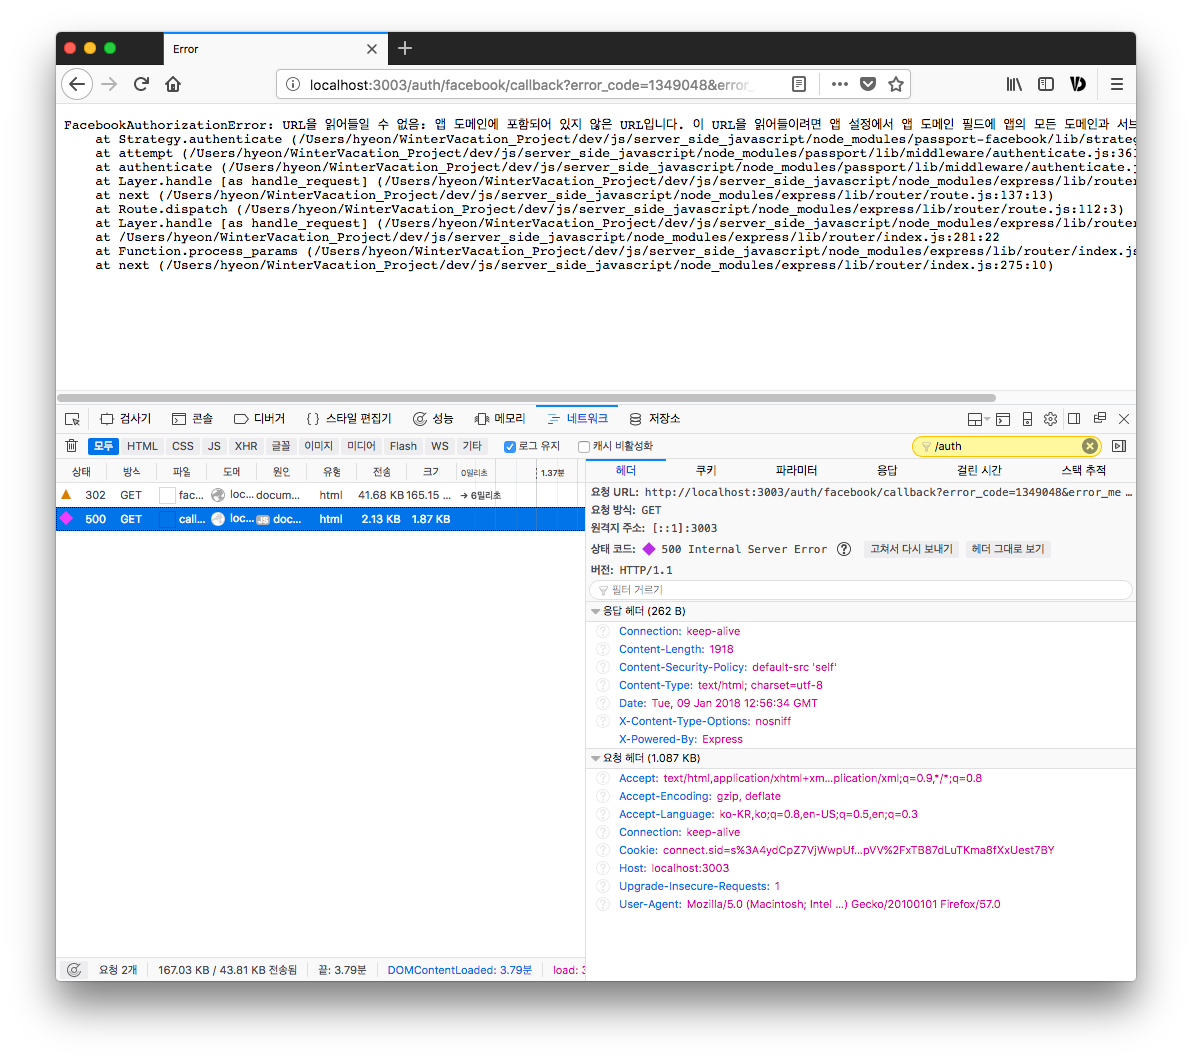 Error
localhost:3003/auth/facebook/callback?error_code=1349048&error_
FacebookAuthorizationError: URL을 읽어들일 수 없음: 앱 도메인에 포함되어 있지 않은 URL입니다. 이 URL을 읽어들이려면 앱 설정에서 앱 도메인 필드에 앱의 모든 도메인과 서브
at Strategy.authenticate (/Users/hyeon/WinterVacation_Project/dev/js/server_side_javascript/node_modules/passport-facebook/lib/strateg
at attempt (/Users/hyeon/WinterVacation_Project/dev/js/server_side_javascript/node_modules/passport/lib/middleware/authenticate.js:361
at authenticate (/Users/hyeon/WinterVacation_Project/dev/js/server_side_javascript/node_modules/passport/lib/middleware/authenticate.j
at Layer.handle [as handle_request] (/Users/hyeon/WinterVacation_Project/dev/js/server_side_javascript/node_modules/express/lib/router
at next (/Users/hyeon/WinterVacation_Project/dev/js/server_side_javascript/node_modules/express/lib/router/route.js:137:13)
at Route.dispatch (/Users/hyeon/WinterVacation_Project/dev/js/server_side_javascript/node_modules/express/lib/router/route.js:112:3)
at Layer.handle [as handle_request] (/Users/hyeon/WinterVacation_Project/dev/js/server_side_javascript/node_modules/express/lib/router
at /Users/hyeon/WinterVacation_Project/dev/js/server_side_javascript/node_modules/express/lib/router/index.js:281:22
at Function.process_params (/Users/hyeon/WinterVacation_Project/dev/js/server_side_javascript/node_modules/express/lib/router/index.js
at next (/Users/hyeon/WinterVacation_Project/dev/js/server_side_javascript/node_modules/express/lib/router/index.js:275:10)
검사기 콘솔 디버거 { } 스타일 편집기 성능 메모리 네트워크 저장소
모두 HTML CSS JS XHR 글꼴 이미지 미디어 Flash WS 기타 로그 유지 캐시 비활성화 /auth
상태 방식 파일 도메 원인 유형 전송 크기 0밀리초 1.37분
302 GET fac... loc... docum... html 41.68 KB 165.15 ... → 6밀리초
500 GET call... loc... JS doc... html 2.13 KB 1.87 KB
헤더 쿠키 파라미터 응답 걸린 시간 스택 추적
요청 URL: http://localhost:3003/auth/facebook/callback?error_code=1349048&error_me ...
요청 방식: GET
원격지 주소: [::1]:3003
상태 코드: 500 Internal Server Error ? 고쳐서 다시 보내기 헤더 그대로 보기
버전: HTTP/1.1
필터 거르기
응답 헤더 (262 B)
? Connection: keep-alive
? Content-Length: 1918
? Content-Security-Policy: default-src 'self'
? Content-Type: text/html; charset=utf-8
? Date: Tue, 09 Jan 2018 12:56:34 GMT
? X-Content-Type-Options: nosniff
X-Powered-By: Express
요청 헤더 (1.087 KB)
? Accept: text/html,application/xhtml+xm...plication/xml;q=0.9,*/*;q=0.8
? Accept-Encoding: gzip, deflate
? Accept-Language: ko-KR,ko;q=0.8,en-US;q=0.5,en;q=0.3
? Connection: keep-alive
? Cookie: connect.sid=s%3A4ydCpZ7VjWwpUf...pVV%2FxTB87dLuTKma8fXxUest7BY
? Host: localhost:3003
? Upgrade-Insecure-Requests: 1
? User-Agent: Mozilla/5.0 (Macintosh; Intel ...) Gecko/20100101 Firefox/57.0
요청 2개 167.03 KB / 43.81 KB 전송됨 끝: 3.79분 DOMContentLoaded: 3.79분 load: 3